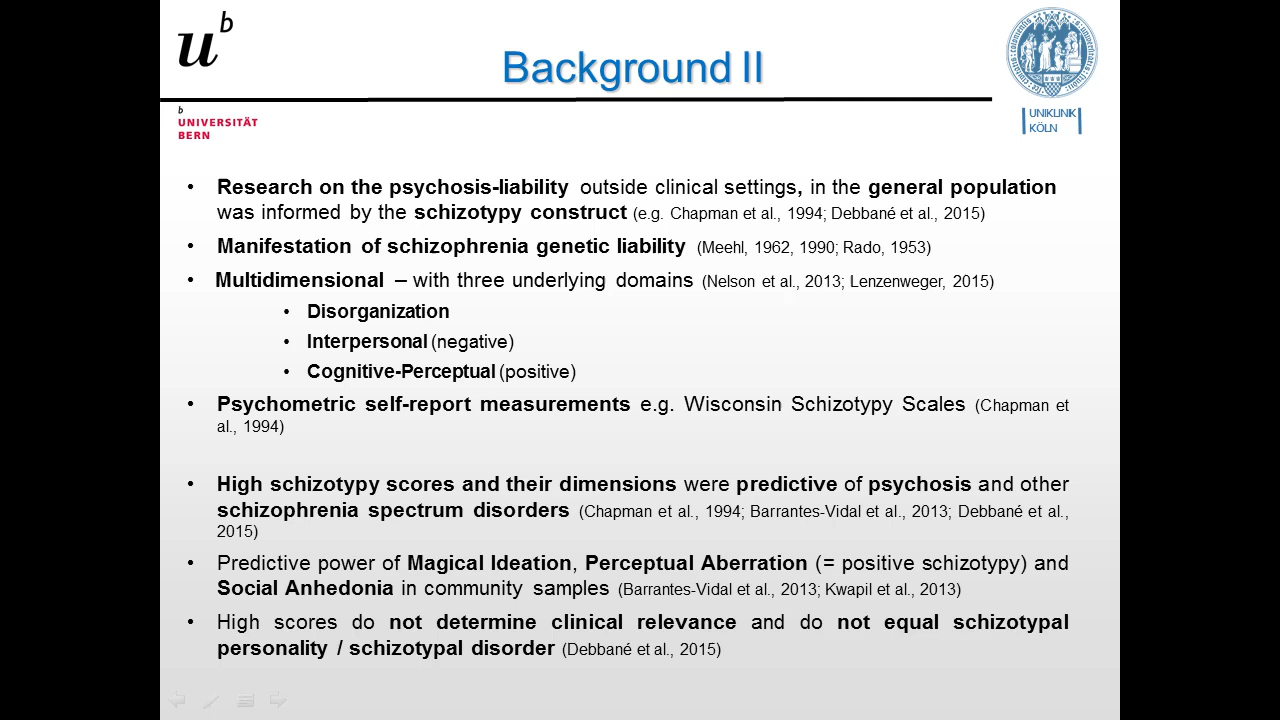 u^b
Background II
b
UNIVERSITÄT
BERN
UNIKLINIK
KÖLN
• Research on the psychosis-liability outside clinical settings, in the general population
was informed by the schizotypy construct (e.g. Chapman et al., 1994; Debbané et al., 2015)
• Manifestation of schizophrenia genetic liability (Meehl, 1962, 1990; Rado, 1953)
• Multidimensional – with three underlying domains (Nelson et al., 2013; Lenzenweger, 2015)
• Disorganization
• Interpersonal (negative)
• Cognitive-Perceptual (positive)
• Psychometric self-report measurements e.g. Wisconsin Schizotypy Scales (Chapman et
al., 1994)
• High schizotypy scores and their dimensions were predictive of psychosis and other
schizophrenia spectrum disorders (Chapman et al., 1994; Barrantes-Vidal et al., 2013; Debbané et al.,
2015)
• Predictive power of Magical Ideation, Perceptual Aberration (= positive schizotypy) and
Social Anhedonia in community samples (Barrantes-Vidal et al., 2013; Kwapil et al., 2013)
• High scores do not determine clinical relevance and do not equal schizotypal
personality / schizotypal disorder (Debbané et al., 2015)